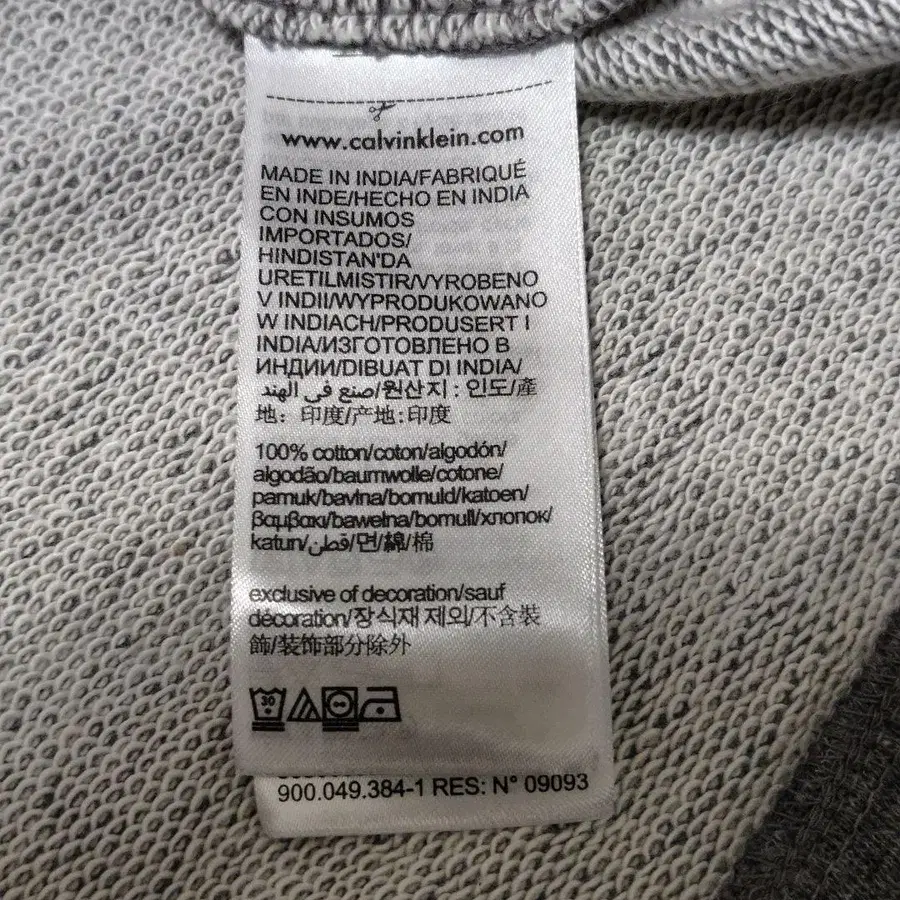 www.calvinklein.com
MADE IN INDIA/FABRIQUÉ
EN INDE/HECHO EN INDIA
CON INSUMOS
IMPORTADOS/
HINDISTAN'DA
URETILMISTIR/VYROBENO
V INDII/WYPRODUKOWANO
W INDIACH/PRODUSERT I
INDIA/ИЗГОТОВЛЕНО В
ИНДИИ/DIBUAT DI INDIA/
صنع في الهند/원산지 : 인도/產
地: 印度/产地:印度
100% cotton/coton/algodón/
algodão/baumwolle/cotone/
pamuk/bavlna/bomuld/katoen/
βαμβακι/bawełna/bomull/хлопок/
katun/قطن/면/綿/棉
exclusive of decoration/sauf
décoration/장식재 제외/不含裝
飾/装饰部分除外
30
900.049.384-1 RES: N° 09093